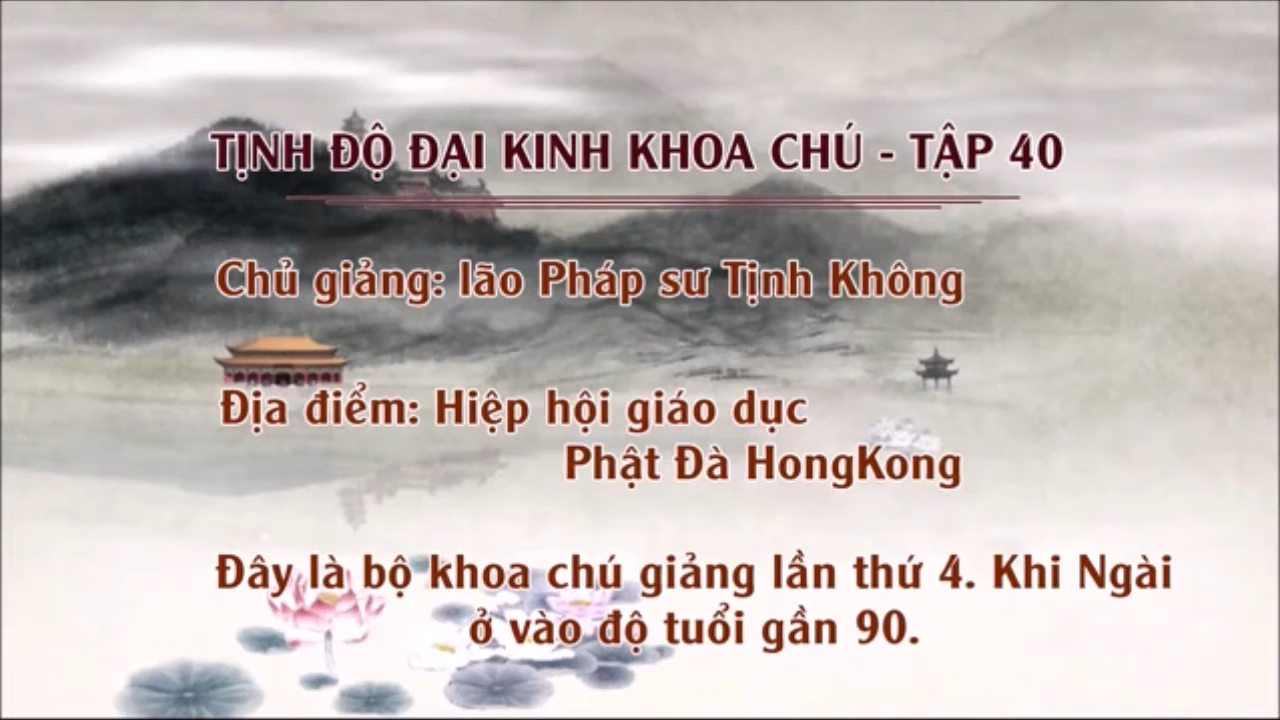 TỊNH ĐỘ ĐẠI KINH KHOA CHÚ - TẬP 40
Chủ giảng: lão Pháp sư Tịnh Không
Địa điểm: Hiệp hội giáo dục
Phật Đà HongKong
Đây là bộ khoa chú giảng lần thứ 4. Khi Ngài
ở vào độ tuổi gần 90.